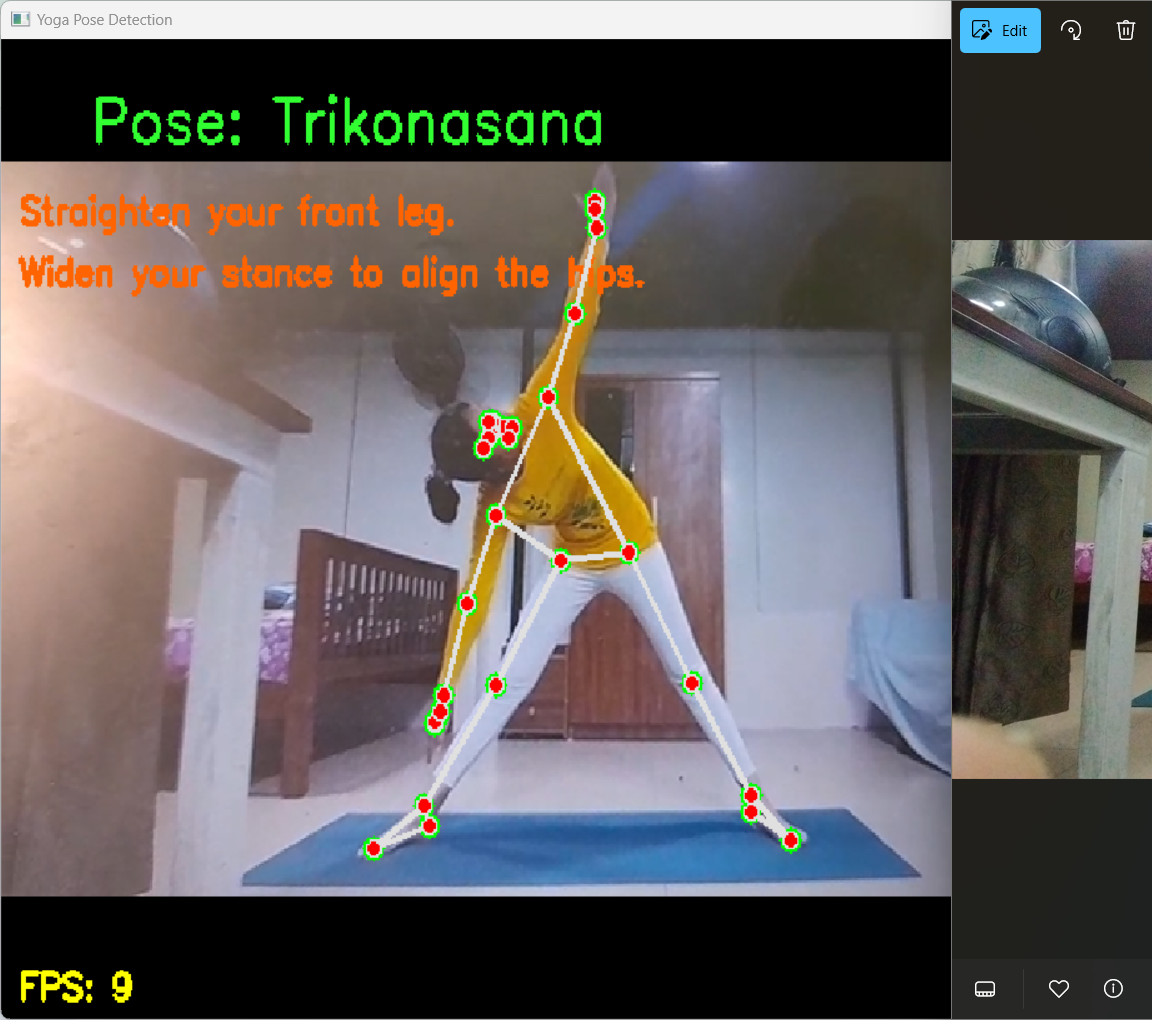 Yoga Pose Detection
Edit
Pose: Trikonasana
Straighten your front leg.
Widen your stance to align the hips.
FPS: 9